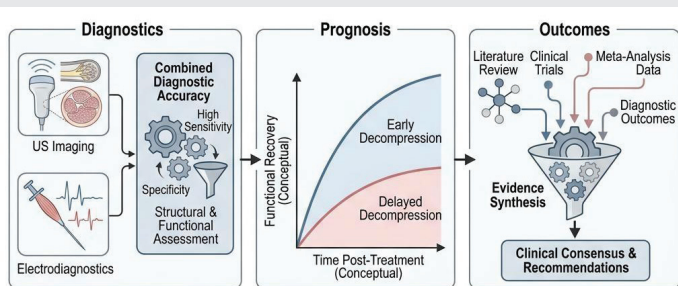 Diagnostics
US Imaging
Electrodiagnostics
Combined
Diagnostic
Accuracy
High
Sensitivity
Specificity
Structural &
Functional
Assessment
Prognosis
Functional Recovery
(Conceptual)
Early
Decompression
Delayed
Decompression
Time Post-Treatment
(Conceptual)
Outcomes
Literature
Review
Clinical
Trials
Meta-Analysis
Data
Diagnostic
Outcomes
Evidence
Synthesis
Clinical Consensus &
Recommendations